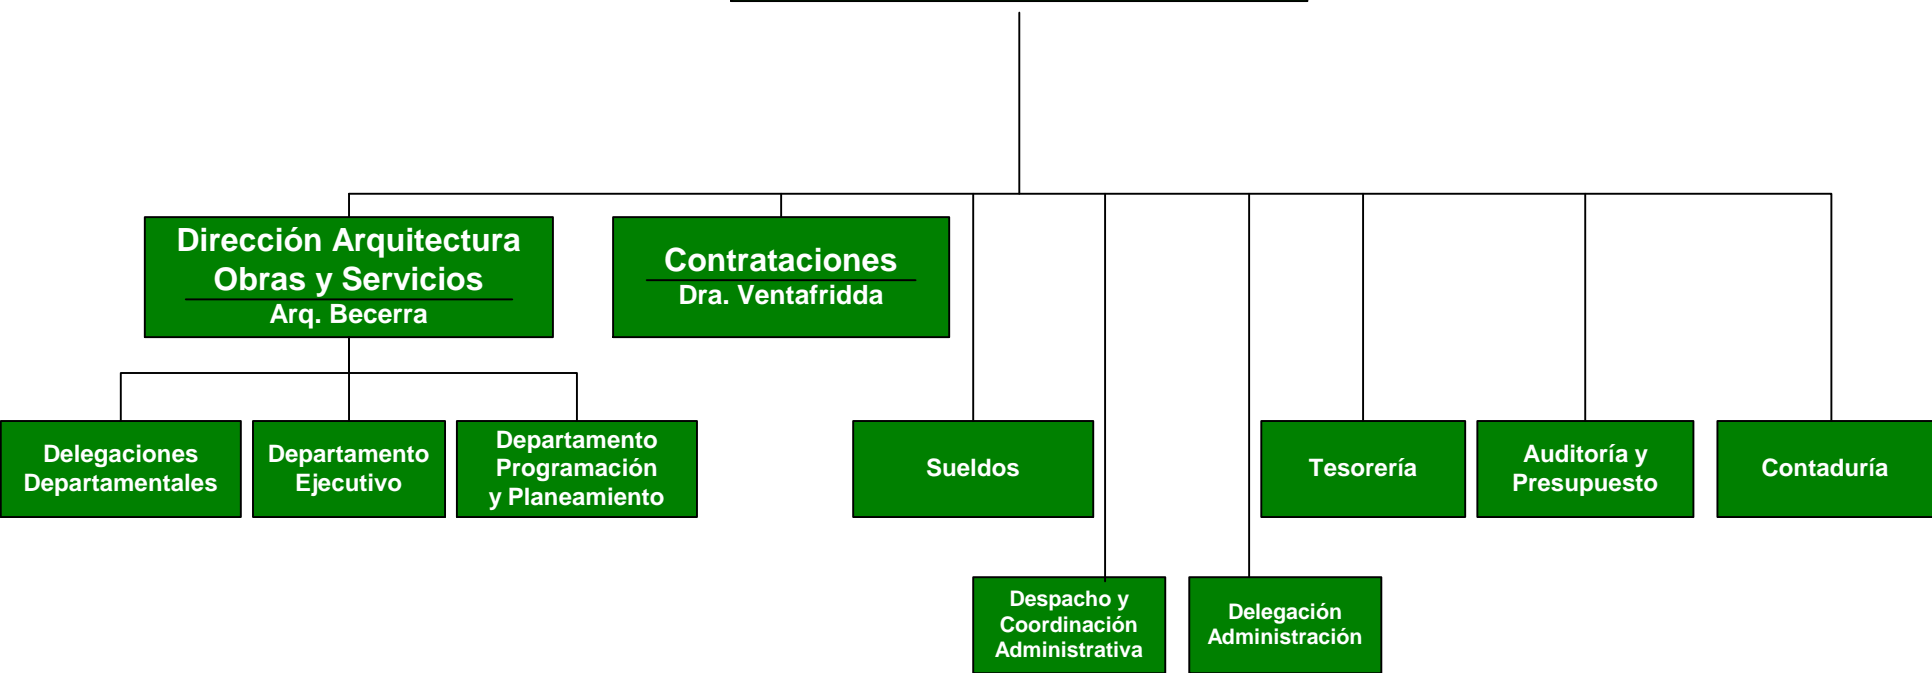 Dirección Arquitectura
Obras y Servicios
Arq. Becerra
Contrataciones
Dra. Ventafridda
Delegaciones
Departamentales
Departamento
Ejecutivo
Departamento
Programación
y Planeamiento
Sueldos
Tesorería
Auditoría y
Presupuesto
Contaduría
Despacho y
Coordinación
Administrativa
Delegación
Administración